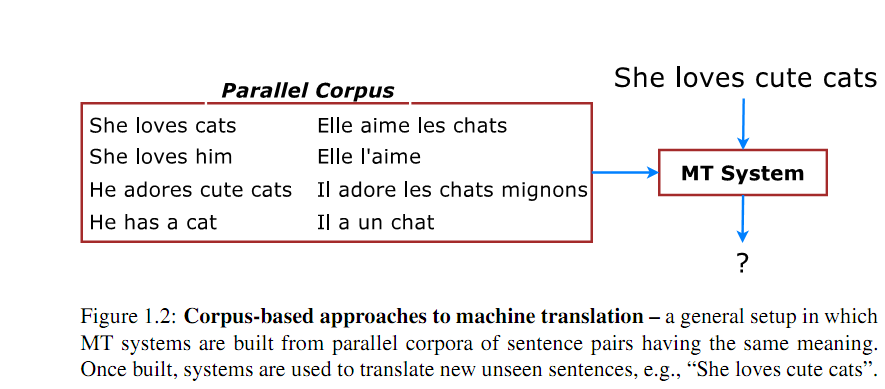 She loves cute cats
Parallel Corpus
She loves cats Elle aime les chats
She loves him Elle l'aime
He adores cute cats Il adore les chats mignons
He has a cat Il a un chat
MT System
?
Figure 1.2: Corpus-based approaches to machine translation – a general setup in which
MT systems are built from parallel corpora of sentence pairs having the same meaning.
Once built, systems are used to translate new unseen sentences, e.g., “She loves cute cats”.